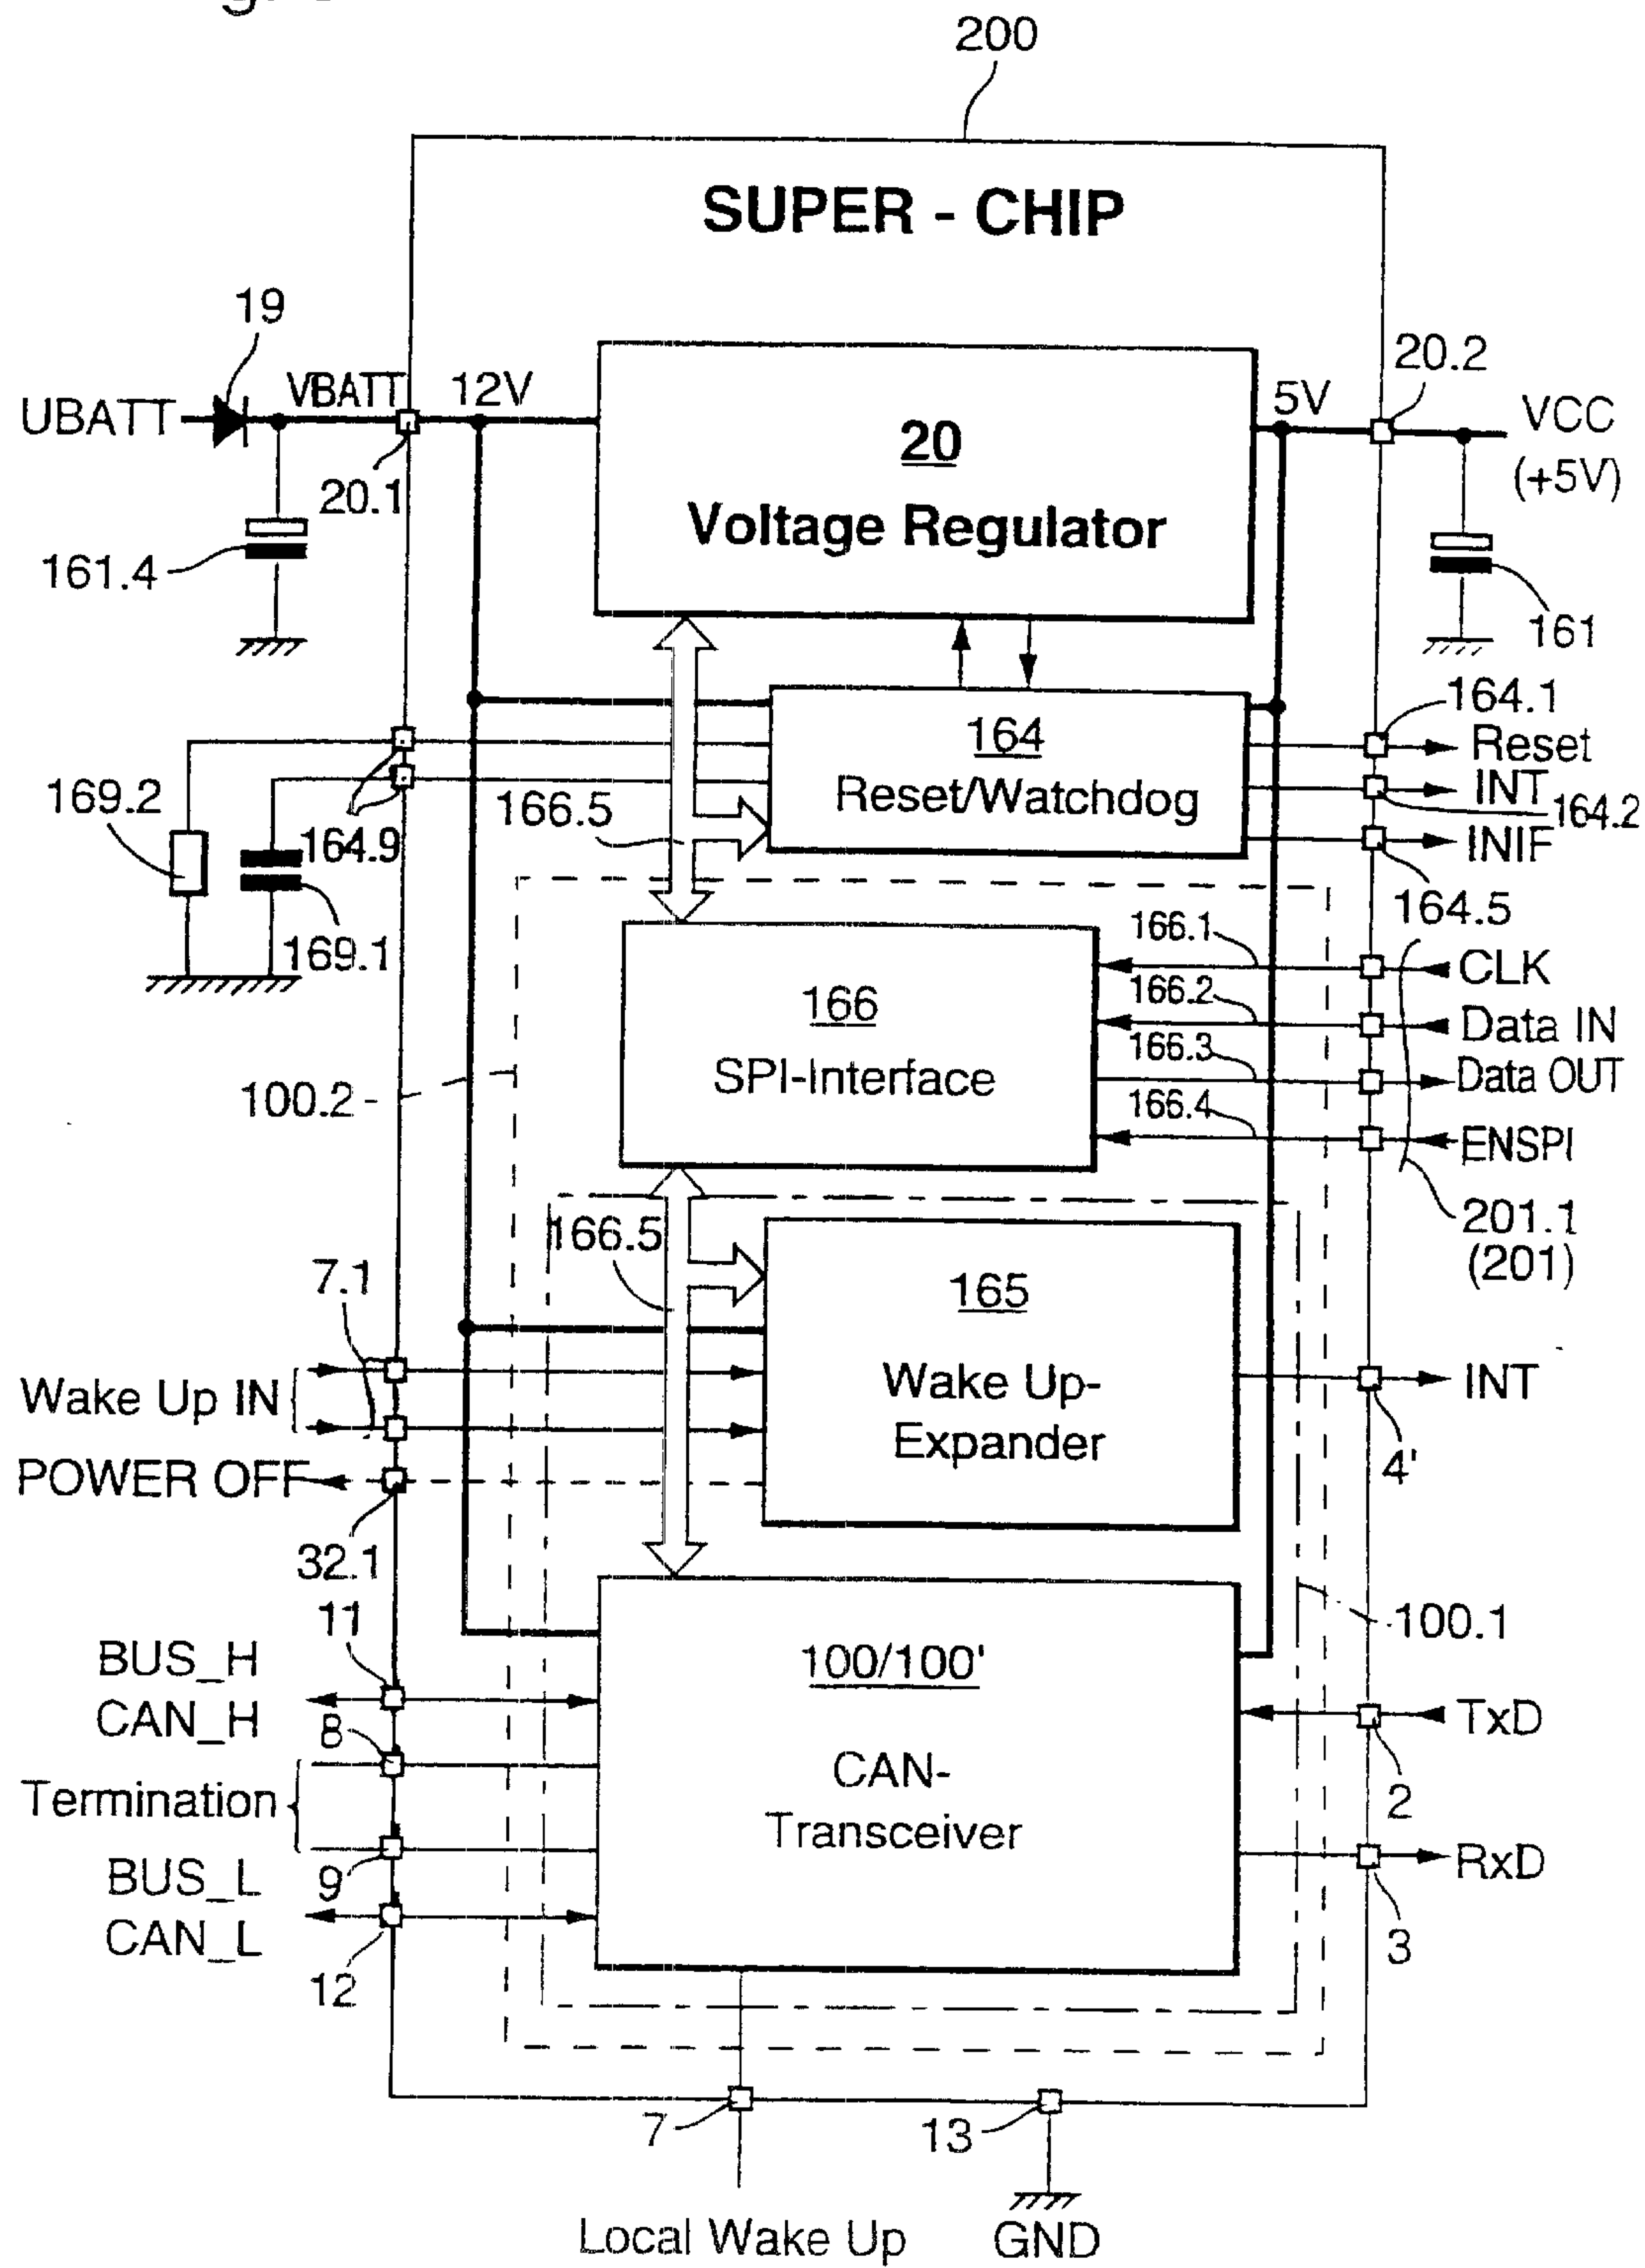 g.
200
SUPER - CHIP
19
UBATT
VBATT
12V
20.1
161.4
20
Voltage Regulator
5V
20.2
VCC
(+5V)
161
164
Reset/Watchdog
164.1
Reset
INT
164.2
INIF
164.5
169.2
164.9
169.1
166.5
166
SPI-Interface
166.1
CLK
166.2
Data IN
166.3
Data OUT
166.4
ENSPI
201.1
(201)
100.2
166.5
165
Wake Up-
Expander
7.1
Wake Up IN
POWER OFF
32.1
INT
4'
100.1
11
BUS_H
CAN_H
8
Termination
9
BUS_L
CAN_L
12
100/100'
CAN-
Transceiver
TxD
2
RxD
3
7
13
Local Wake Up
GND